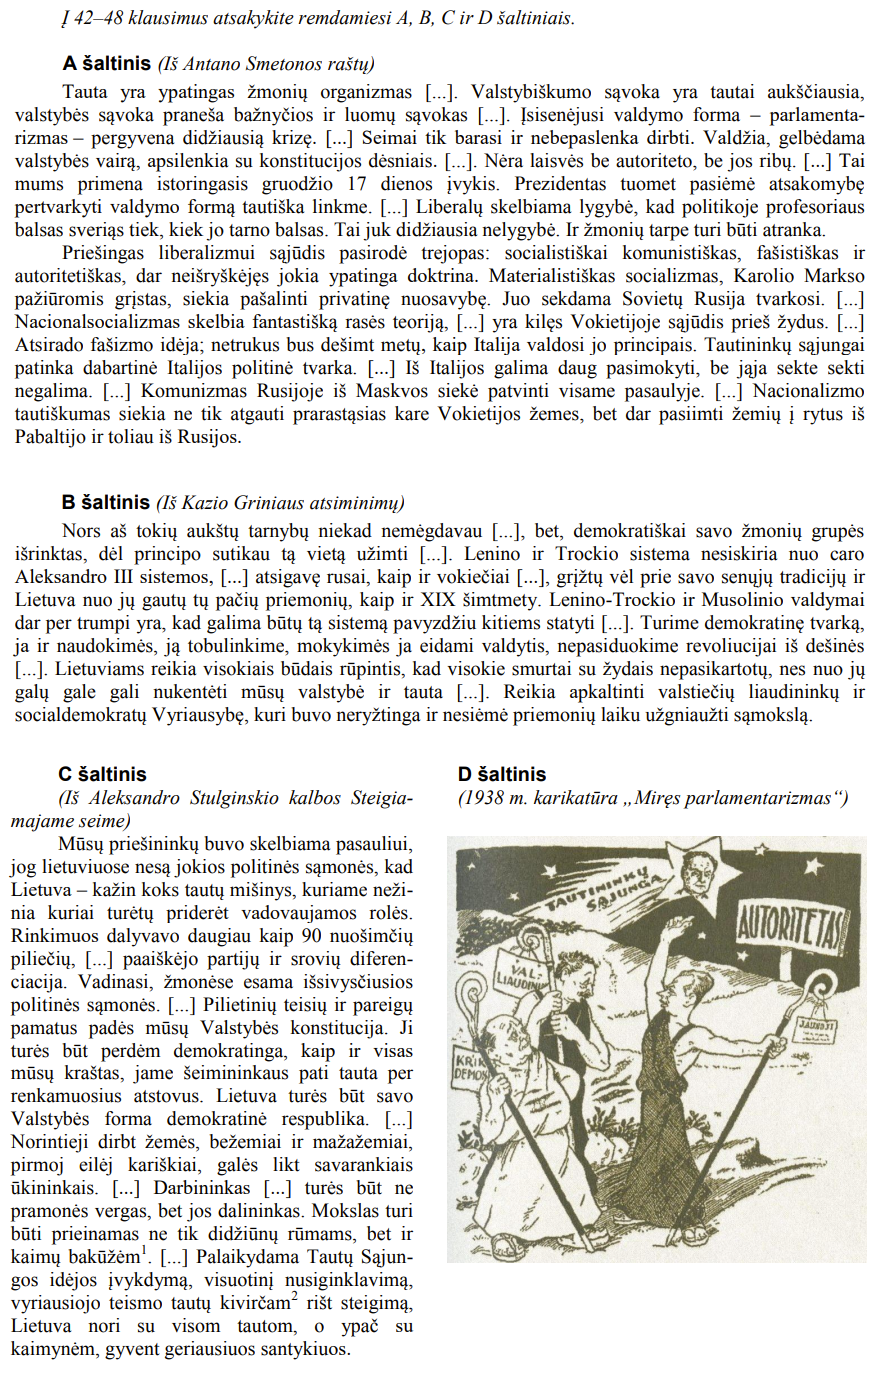 Į 42–48 klausimus atsakykite remdamiesi A, B, C ir D šaltiniais.
A šaltinis (Iš Antano Smetonos raštų)
Tauta yra ypatingas žmonių organizmas [...]. Valstybiškumo sąvoka yra tautai aukščiausia,
valstybės sąvoka praneša bažnyčios ir luomų sąvokas [...]. Įsisenėjusi valdymo forma – parlamenta-
rizmas – pergyvena didžiausią krizę. [...] Seimai tik barasi ir nebepaslenka dirbti. Valdžia, gelbėdama
valstybės vairą, apsilenkia su konstitucijos dėsniais. [...]. Nėra laisvės be autoriteto, be jos ribų. [...] Tai
mums primena istoringasis gruodžio 17 dienos įvykis. Prezidentas tuomet pasiėmė atsakomybę
pertvarkyti valdymo formą tautiška linkme. [...] Liberalų skelbiama lygybė, kad politikoje profesoriaus
balsas sveriąs tiek, kiek jo tarno balsas. Tai juk didžiausia nelygybė. Ir žmonių tarpe turi būti atranka.
Priešingas liberalizmui sąjūdis pasirodė trejopas: socialistiškai komunistiškas, fašistiškas ir
autoritetiškas, dar neišryškėjęs jokia ypatinga doktrina. Materialistiškas socializmas, Karolio Markso
pažiūromis grįstas, siekia pašalinti privatinę nuosavybę. Juo sekdama Sovietų Rusija tvarkosi. [...]
Nacionalsocializmas skelbia fantastišką rasės teoriją, [...] yra kilęs Vokietijoje sąjūdis prieš žydus. [...]
Atsirado fašizmo idėja; netrukus bus dešimt metų, kaip Italija valdosi jo principais. Tautininkų sąjungai
patinka dabartinė Italijos politinė tvarka. [...] Iš Italijos galima daug pasimokyti, be jąja sekte sekti
negalima. [...] Komunizmas Rusijoje iš Maskvos siekė patvinti visame pasaulyje. [...] Nacionalizmo
tautiškumas siekia ne tik atgauti prarastąsias kare Vokietijos žemes, bet dar pasiimti žemių į rytus iš
Pabaltijo ir toliau iš Rusijos.
B šaltinis (Iš Kazio Griniaus atsiminimų)
Nors aš tokių aukštų tarnybų niekad nemėgdavau [...], bet, demokratiškai savo žmonių grupės
išrinktas, dėl principo sutikau tą vietą užimti [...]. Lenino ir Trockio sistema nesiskiria nuo caro
Aleksandro III sistemos, [...] atsigavę rusai, kaip ir vokiečiai [...], grįžtų vėl prie savo senųjų tradicijų ir
Lietuva nuo jų gautų tų pačių priemonių, kaip ir XIX šimtmety. Lenino-Trockio ir Musolinio valdymai
dar per trumpi yra, kad galima būtų tą sistemą pavyzdžiu kitiems statyti [...]. Turime demokratinę tvarką,
ja ir naudokimės, ją tobulinkime, mokykimės ja eidami valdytis, nepasiduokime revoliucijai iš dešinės
[...]. Lietuviams reikia visokiais būdais rūpintis, kad visokie smurtai su žydais nepasikartotų, nes nuo jų
galų gale gali nukentėti mūsų valstybė ir tauta [...]. Reikia apkaltinti valstiečių liaudininkų ir
socialdemokratų Vyriausybę, kuri buvo neryžtinga ir nesiėmė priemonių laiku užgniaužti sąmokslą.
C šaltinis
(Iš Aleksandro Stulginskio kalbos Steigia-
majame seime)
Mūsų priešininkų buvo skelbiama pasauliui,
jog lietuviuose nesą jokios politinės sąmonės, kad
Lietuva – kažin koks tautų mišinys, kuriame neži-
nia kuriai turėtų priderėt vadovaujamos rolės.
Rinkimuos dalyvavo daugiau kaip 90 nuošimčių
piliečių, [...] paaiškėjo partijų ir srovių diferen-
ciacija. Vadinasi, žmonėse esama išsivysčiusios
politinės sąmonės. [...] Pilietinių teisių ir pareigų
pamatus padės mūsų Valstybės konstitucija. Ji
turės būt perdėm demokratinga, kaip ir visas
mūsų kraštas, jame šeimininkaus pati tauta per
renkamuosius atstovus. Lietuva turės būt savo
Valstybės forma demokratinė respublika. [...]
Norintieji dirbt žemės, bežemiai ir mažažemiai,
pirmoj eilėj kariškiai, galės likt savarankiais
ūkininkais. [...] Darbininkas [...] turės būt ne
pramonės vergas, bet jos dalininkas. Mokslas turi
būti prieinamas ne tik didžiūnų rūmams, bet ir
kaimų bakūžėm1. [...] Palaikydama Tautų Sąjun-
gos idėjos įvykdymą, visuotinį nusiginklavimą,
vyriausiojo teismo tautų kivirčam2 rišt steigimą,
Lietuva nori su visom tautom, o ypač su
kaimynėm, gyvent geriausiuos santykiuos.
D šaltinis
(1938 m. karikatūra „Miręs parlamentarizmas“)
TAUTININKŲ
SĄJUNGA
AUTORITETAS
VAL-
LIAUDIN
KRIK
DEMOK
JAUNOJI